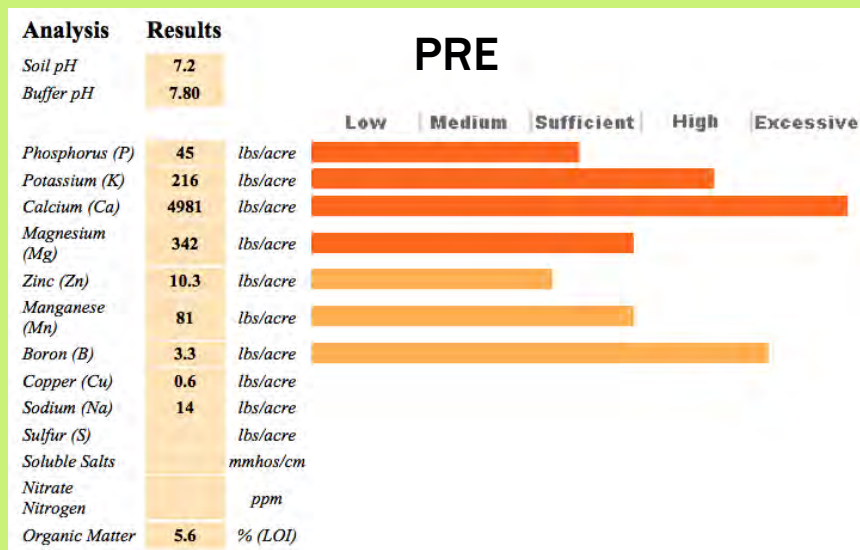 Analysis Results
PRE
Soil pH 7.2
Buffer pH 7.80
Low Medium Sufficient High Excessive
Phosphorus (P) 45 lbs/acre
Potassium (K) 216 lbs/acre
Calcium (Ca) 4981 lbs/acre
Magnesium
(Mg) 342 lbs/acre
Zinc (Zn) 10.3 lbs/acre
Manganese
(Mn) 81 lbs/acre
Boron (B) 3.3 lbs/acre
Copper (Cu) 0.6 lbs/acre
Sodium (Na) 14 lbs/acre
Sulfur (S) lbs/acre
Soluble Salts mmhos/cm
Nitrate
Nitrogen ppm
Organic Matter 5.6 % (LOI)